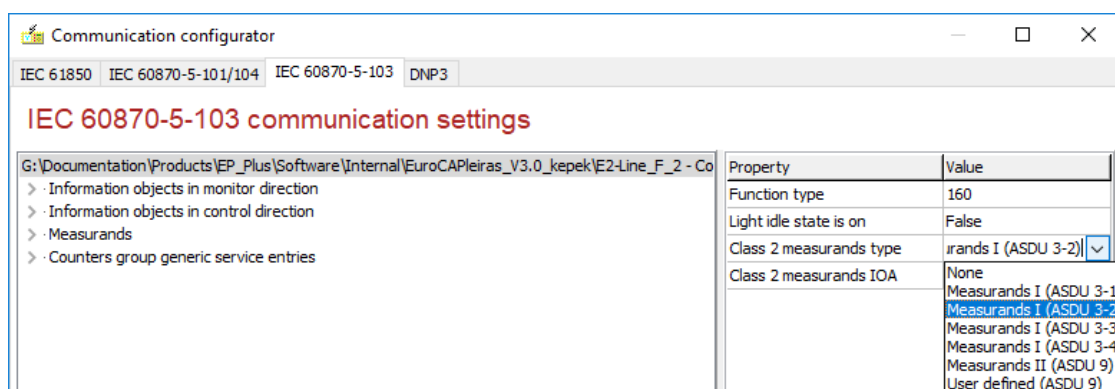 Communication configurator
IEC 61850 IEC 60870-5-101/104 IEC 60870-5-103 DNP3
IEC 60870-5-103 communication settings
G:\Documentation\Products\EP_Plus\Software\Internal\EuroCAPleiras_V3.0_kepek\E2-Line_F_2 - Co
Information objects in monitor direction
Information objects in control direction
Measurands
Counters group generic service entries
Property Value
Function type 160
Light idle state is on False
Class 2 measurands type urands I (ASDU 3-2)
Class 2 measurands IOA
None
Measurands I (ASDU 3-1
Measurands I (ASDU 3-2
Measurands I (ASDU 3-3
Measurands I (ASDU 3-4
Measurands II (ASDU 9)
User defined (ASDU 9)